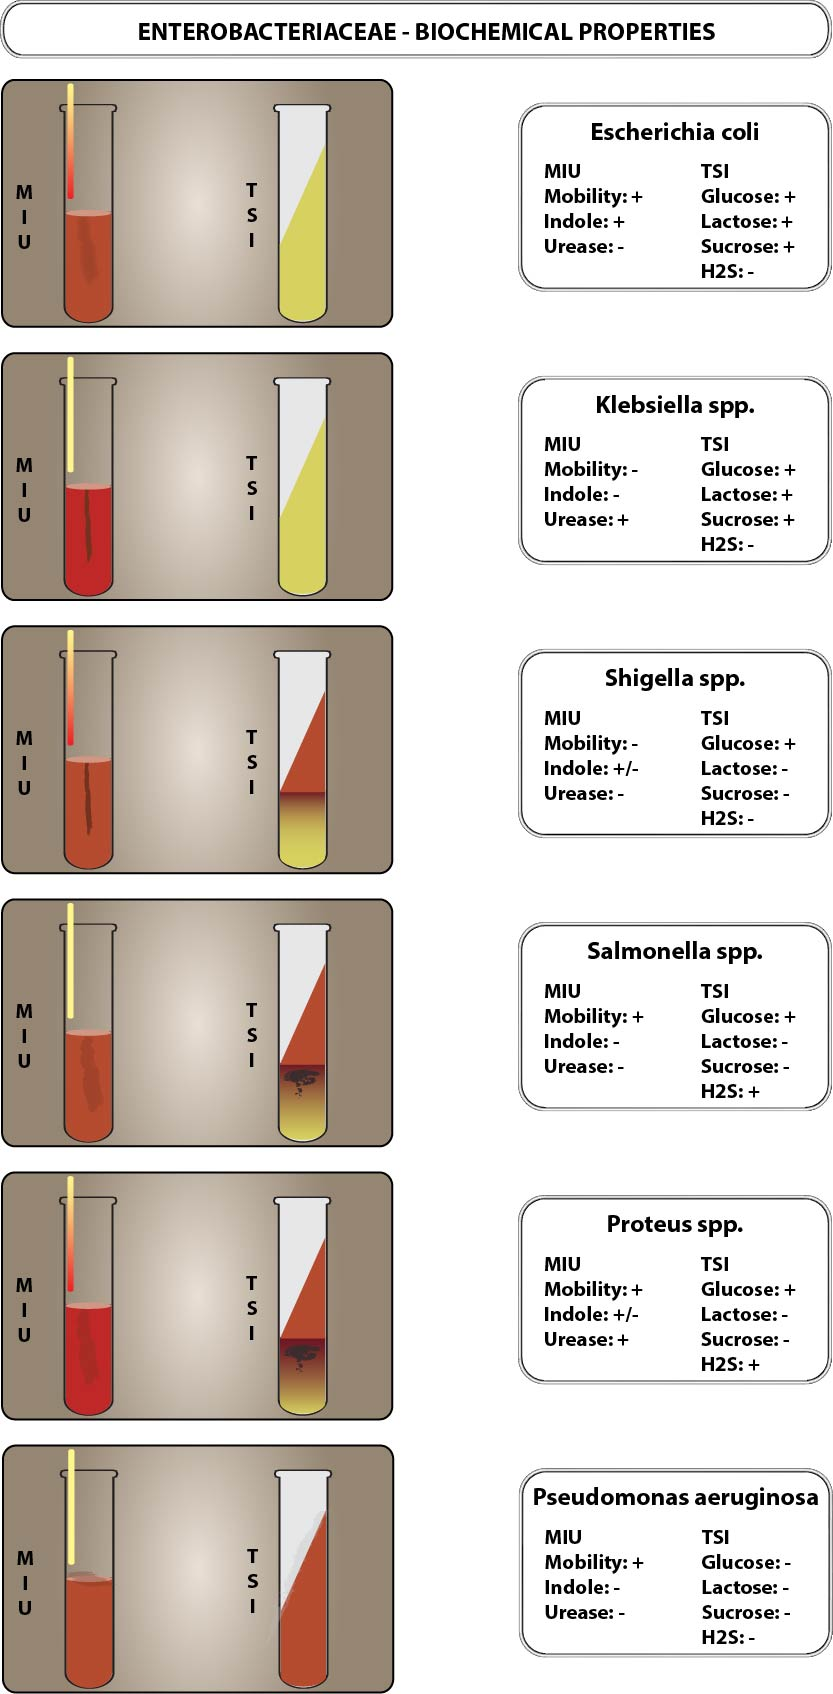 ENTEROBACTERIACEAE - BIOCHEMICAL PROPERTIES
M
I
U
T
S
I
Escherichia coli
MIU TSI
Mobility: + Glucose: +
Indole: + Lactose: +
Urease: - Sucrose: +
H2S: -
M
I
U
T
S
I
Klebsiella spp.
MIU TSI
Mobility: - Glucose: +
Indole: - Lactose: +
Urease: + Sucrose: +
H2S: -
M
I
U
T
S
I
Shigella spp.
MIU TSI
Mobility: - Glucose: +
Indole: +/- Lactose: -
Urease: - Sucrose: -
H2S: -
M
I
U
T
S
I
Salmonella spp.
MIU TSI
Mobility: + Glucose: +
Indole: - Lactose: -
Urease: - Sucrose: -
H2S: +
M
I
U
T
S
I
Proteus spp.
MIU TSI
Mobility: + Glucose: +
Indole: +/- Lactose: -
Urease: + Sucrose: -
H2S: +
M
I
U
T
S
I
Pseudomonas aeruginosa
MIU TSI
Mobility: + Glucose: -
Indole: - Lactose: -
Urease: - Sucrose: -
H2S: -